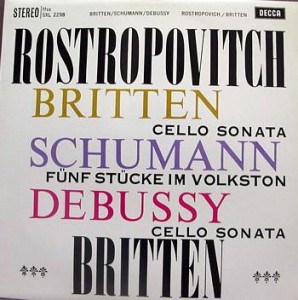 STEREO SXL 2298 BRITTEN/SCHUMANN/DEBUSSY ROSTROPOVICH / BRITTEN DECCA
ROSTROPOVITCH
BRITTEN
CELLO SONATA
SCHUMANN
FÜNF STÜCKE IM VOLKSTON
DEBUSSY
CELLO SONATA
BRITTEN